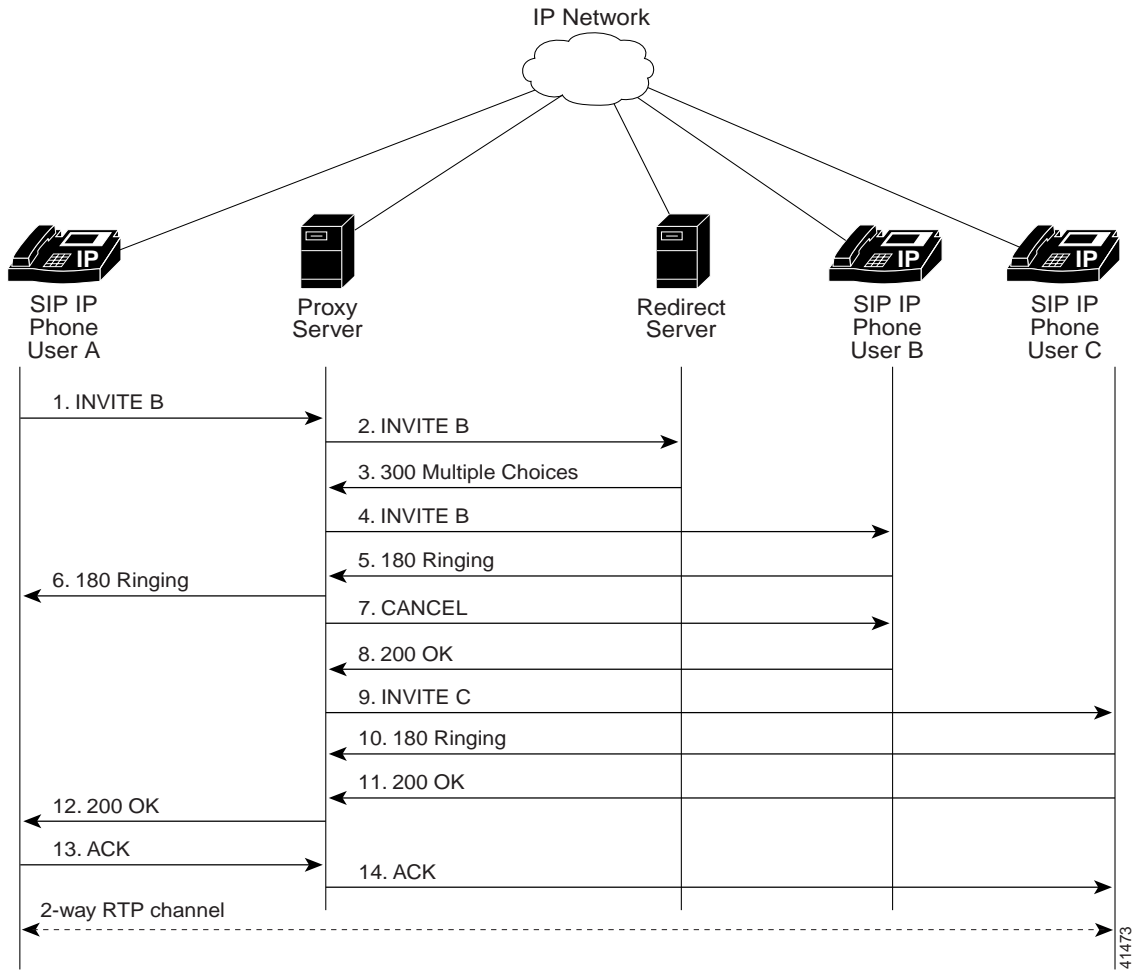 IP Network
IP
IP
IP
SIP IP
Phone
User A
Proxy
Server
Redirect
Server
SIP IP
Phone
User B
SIP IP
Phone
User C
1. INVITE B
2. INVITE B
3. 300 Multiple Choices
4. INVITE B
5. 180 Ringing
6. 180 Ringing
7. CANCEL
8. 200 OK
9. INVITE C
10. 180 Ringing
11. 200 OK
12. 200 OK
13. ACK
14. ACK
2-way RTP channel
41473